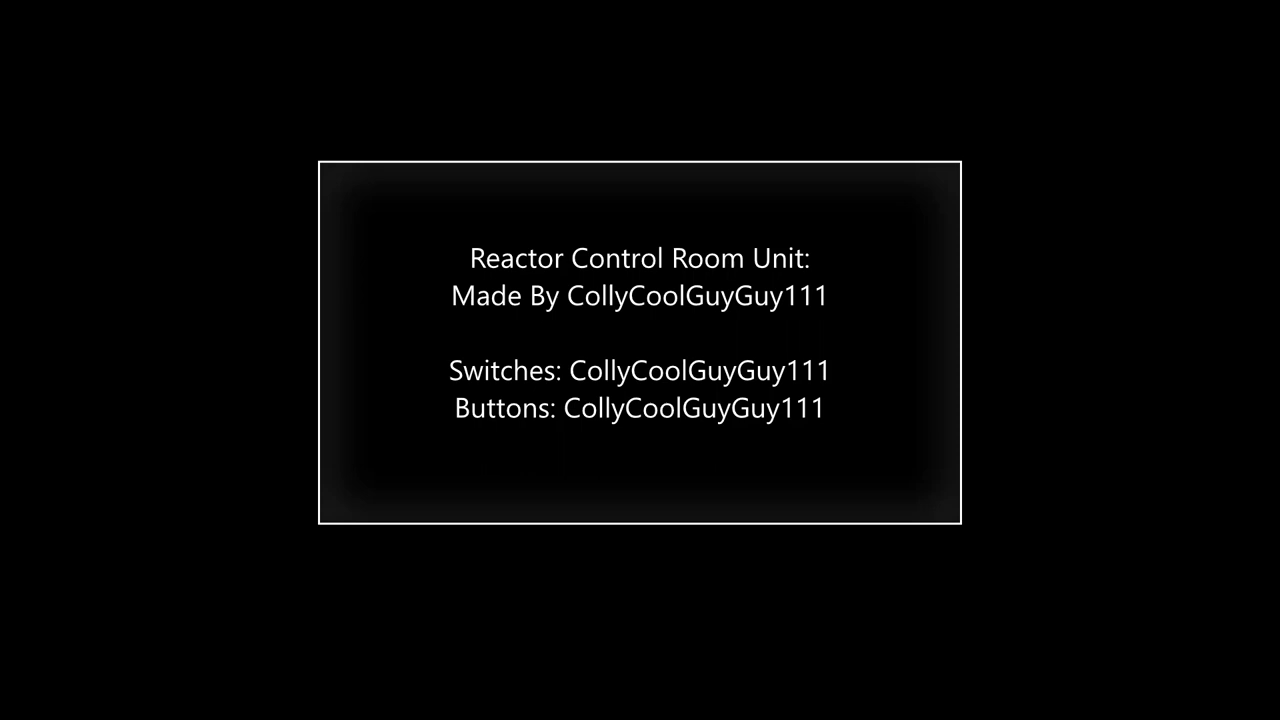 Reactor Control Room Unit:
Made By CollyCoolGuyGuy111
Switches: CollyCoolGuyGuy111
Buttons: CollyCoolGuyGuy111